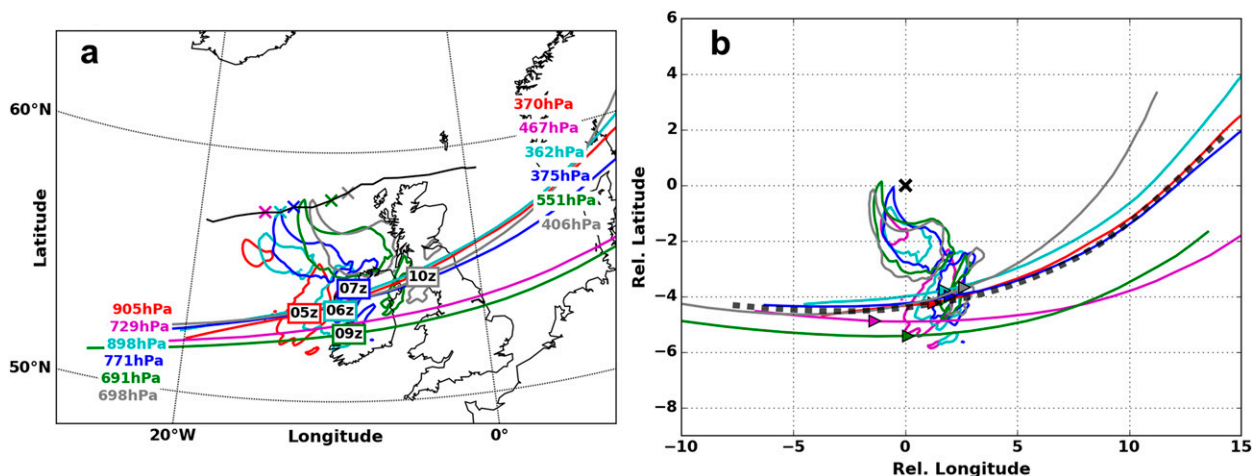 a
60°N
50°N
Latitude
370hPa
467hPa
362hPa
375hPa
551hPa
406hPa
07z
10z
05z
06z
09z
905hPa
729hPa
898hPa
771hPa
691hPa
698hPa
20°W
Longitude
0°
b
6
4
2
0
−2
−4
−6
−8
Rel. Latitude
−10
−5
0
5
10
15
Rel. Longitude